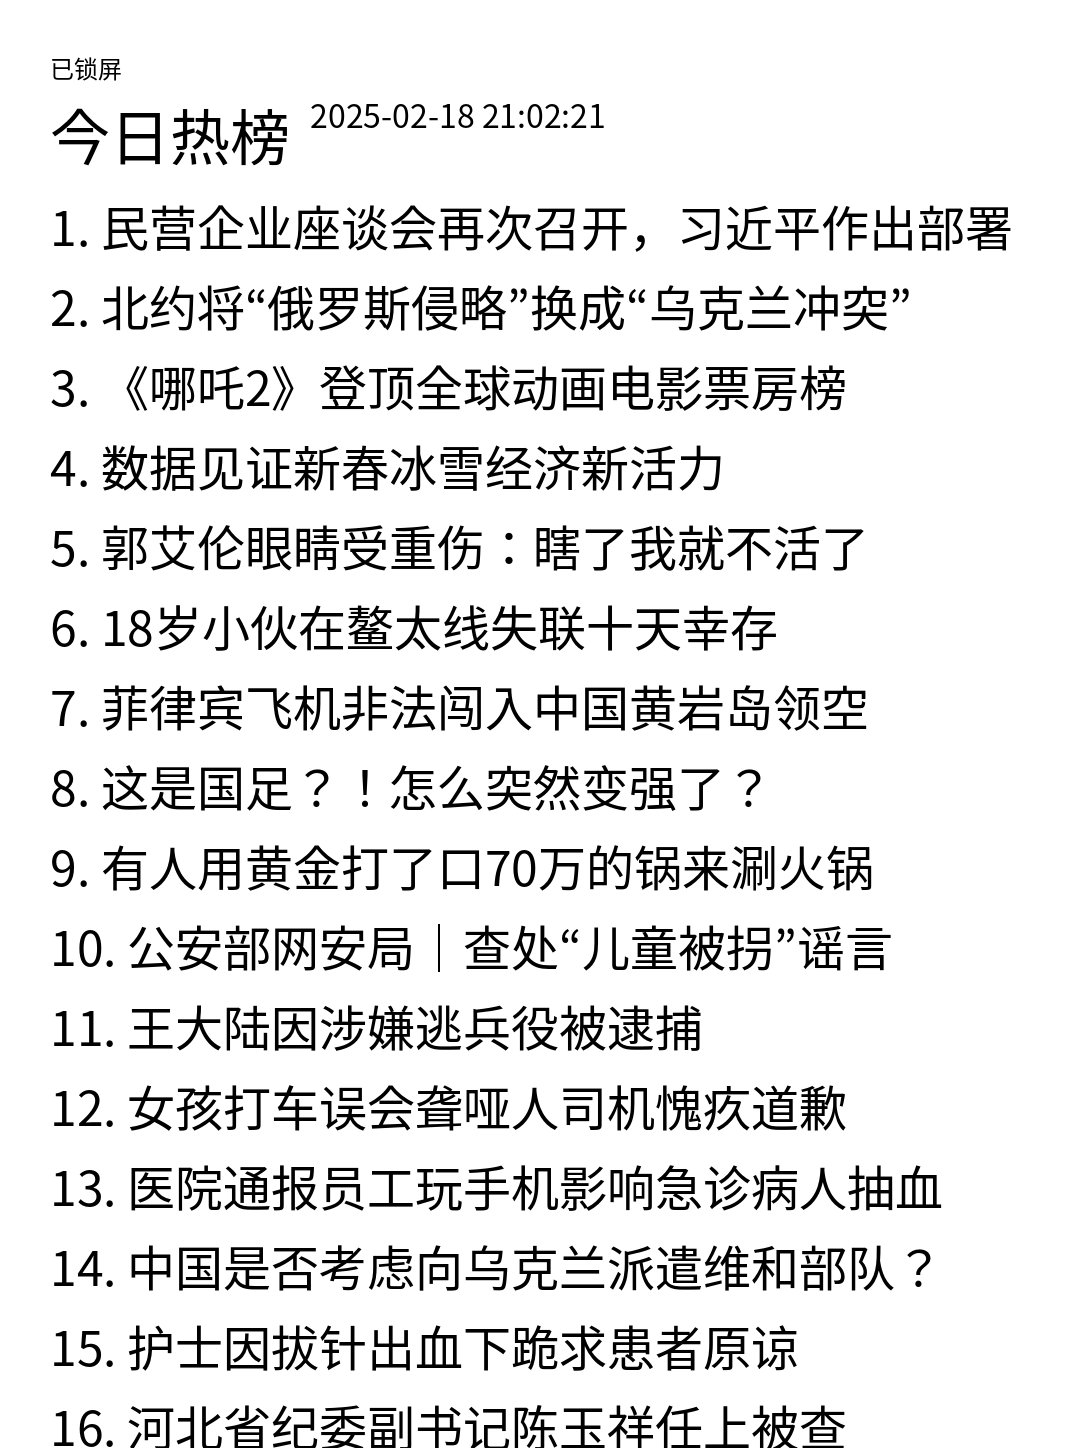 已锁屏
今日热榜 2025-02-18 21:02:21
1. 民营企业座谈会再次召开，习近平作出部署
2. 北约将“俄罗斯侵略”换成“乌克兰冲突”
3. 《哪吒2》登顶全球动画电影票房榜
4. 数据见证新春冰雪经济新活力
5. 郭艾伦眼睛受重伤：瞎了我就不活了
6. 18岁小伙在鳌太线失联十天幸存
7. 菲律宾飞机非法闯入中国黄岩岛领空
8. 这是国足？！怎么突然变强了？
9. 有人用黄金打了口70万的锅来涮火锅
10. 公安部网安局｜查处“儿童被拐”谣言
11. 王大陆因涉嫌逃兵役被逮捕
12. 女孩打车误会聋哑人司机愧疚道歉
13. 医院通报员工玩手机影响急诊病人抽血
14. 中国是否考虑向乌克兰派遣维和部队？
15. 护士因拔针出血下跪求患者原谅
16. 河北省纪委副书记陈玉祥任上被查